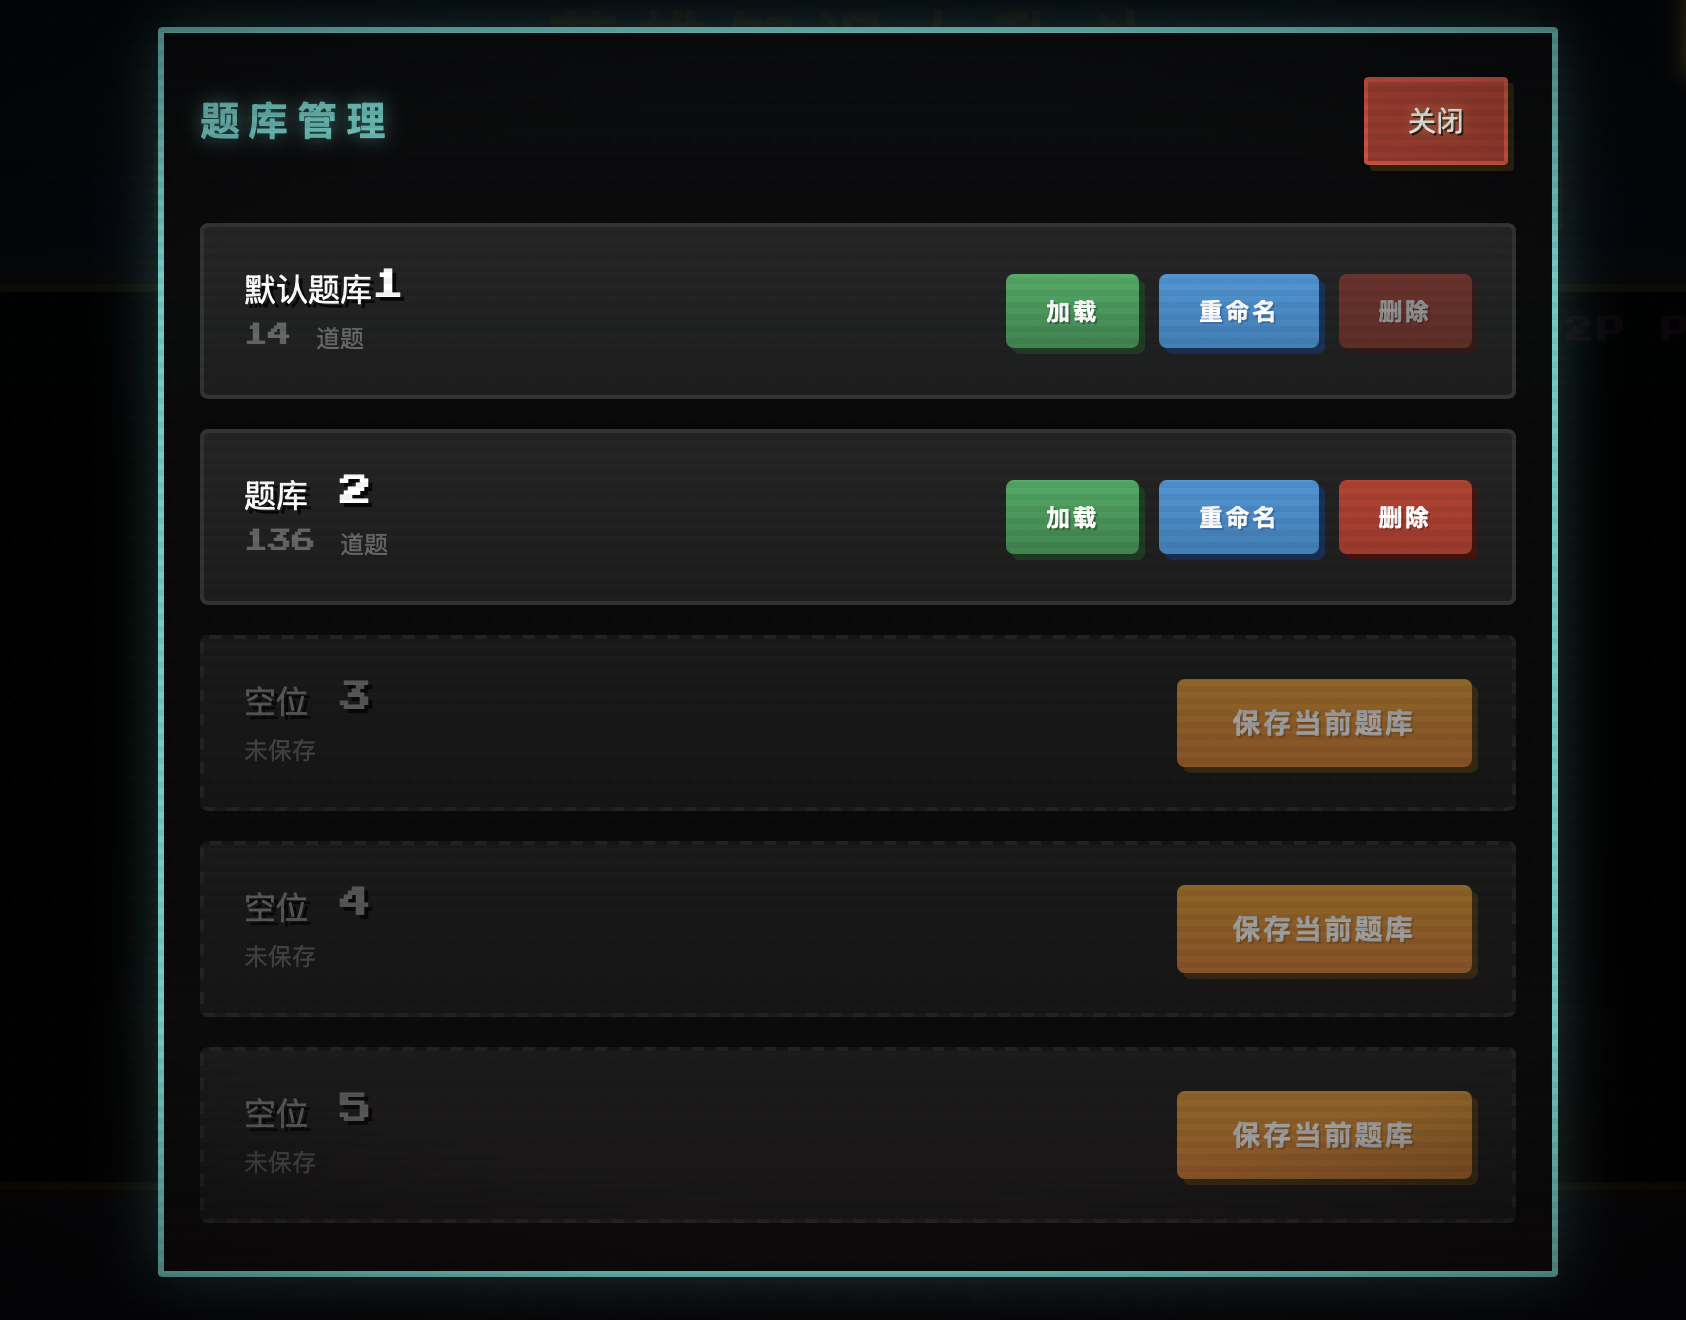 题库管理
关闭
默认题库1
14 道题
加载 重命名 删除
题库 2
136 道题
加载 重命名 删除
空位 3
未保存
保存当前题库
空位 4
未保存
保存当前题库
空位 5
未保存
保存当前题库
2P